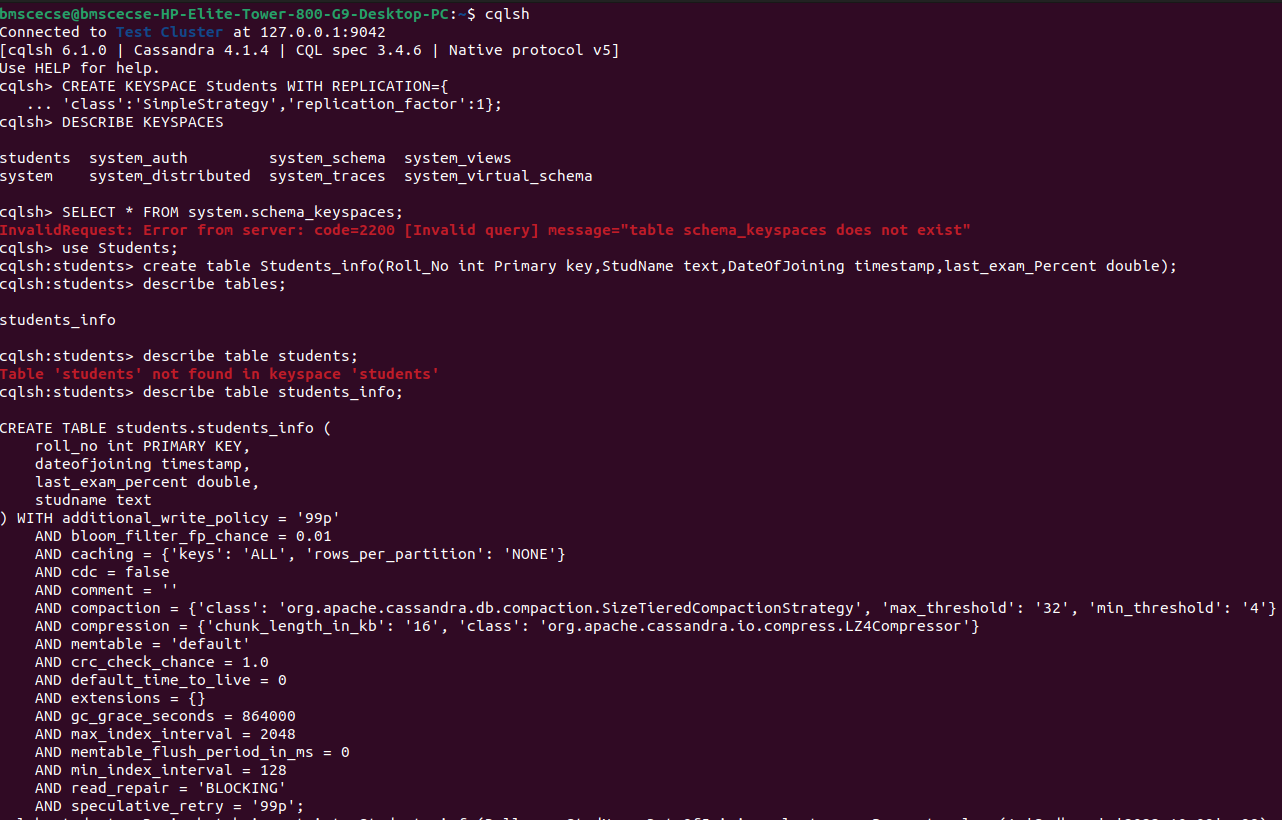 bmscecse@bmscecse-HP-Elite-Tower-800-G9-Desktop-PC:~$ cqlsh
Connected to Test Cluster at 127.0.0.1:9042
[cqlsh 6.1.0 | Cassandra 4.1.4 | CQL spec 3.4.6 | Native protocol v5]
Use HELP for help.
cqlsh> CREATE KEYSPACE Students WITH REPLICATION={
   ... 'class':'SimpleStrategy','replication_factor':1};
cqlsh> DESCRIBE KEYSPACES
students  system_auth         system_schema  system_views
system    system_distributed  system_traces  system_virtual_schema
cqlsh> SELECT * FROM system.schema_keyspaces;
InvalidRequest: Error from server: code=2200 [Invalid query] message="table schema_keyspaces does not exist"
cqlsh> use Students;
cqlsh:students> create table Students_info(Roll_No int Primary key,StudName text,DateOfJoining timestamp,last_exam_Percent double);
cqlsh:students> describe tables;
students_info
cqlsh:students> describe table students;
Table 'students' not found in keyspace 'students'
cqlsh:students> describe table students_info;
CREATE TABLE students.students_info (
    roll_no int PRIMARY KEY,
    dateofjoining timestamp,
    last_exam_percent double,
    studname text
) WITH additional_write_policy = '99p'
    AND bloom_filter_fp_chance = 0.01
    AND caching = {'keys': 'ALL', 'rows_per_partition': 'NONE'}
    AND cdc = false
    AND comment = ''
    AND compaction = {'class': 'org.apache.cassandra.db.compaction.SizeTieredCompactionStrategy', 'max_threshold': '32', 'min_threshold': '4'}
    AND compression = {'chunk_length_in_kb': '16', 'class': 'org.apache.cassandra.io.compress.LZ4Compressor'}
    AND memtable = 'default'
    AND crc_check_chance = 1.0
    AND default_time_to_live = 0
    AND extensions = {}
    AND gc_grace_seconds = 864000
    AND max_index_interval = 2048
    AND memtable_flush_period_in_ms = 0
    AND min_index_interval = 128
    AND read_repair = 'BLOCKING'
    AND speculative_retry = '99p';